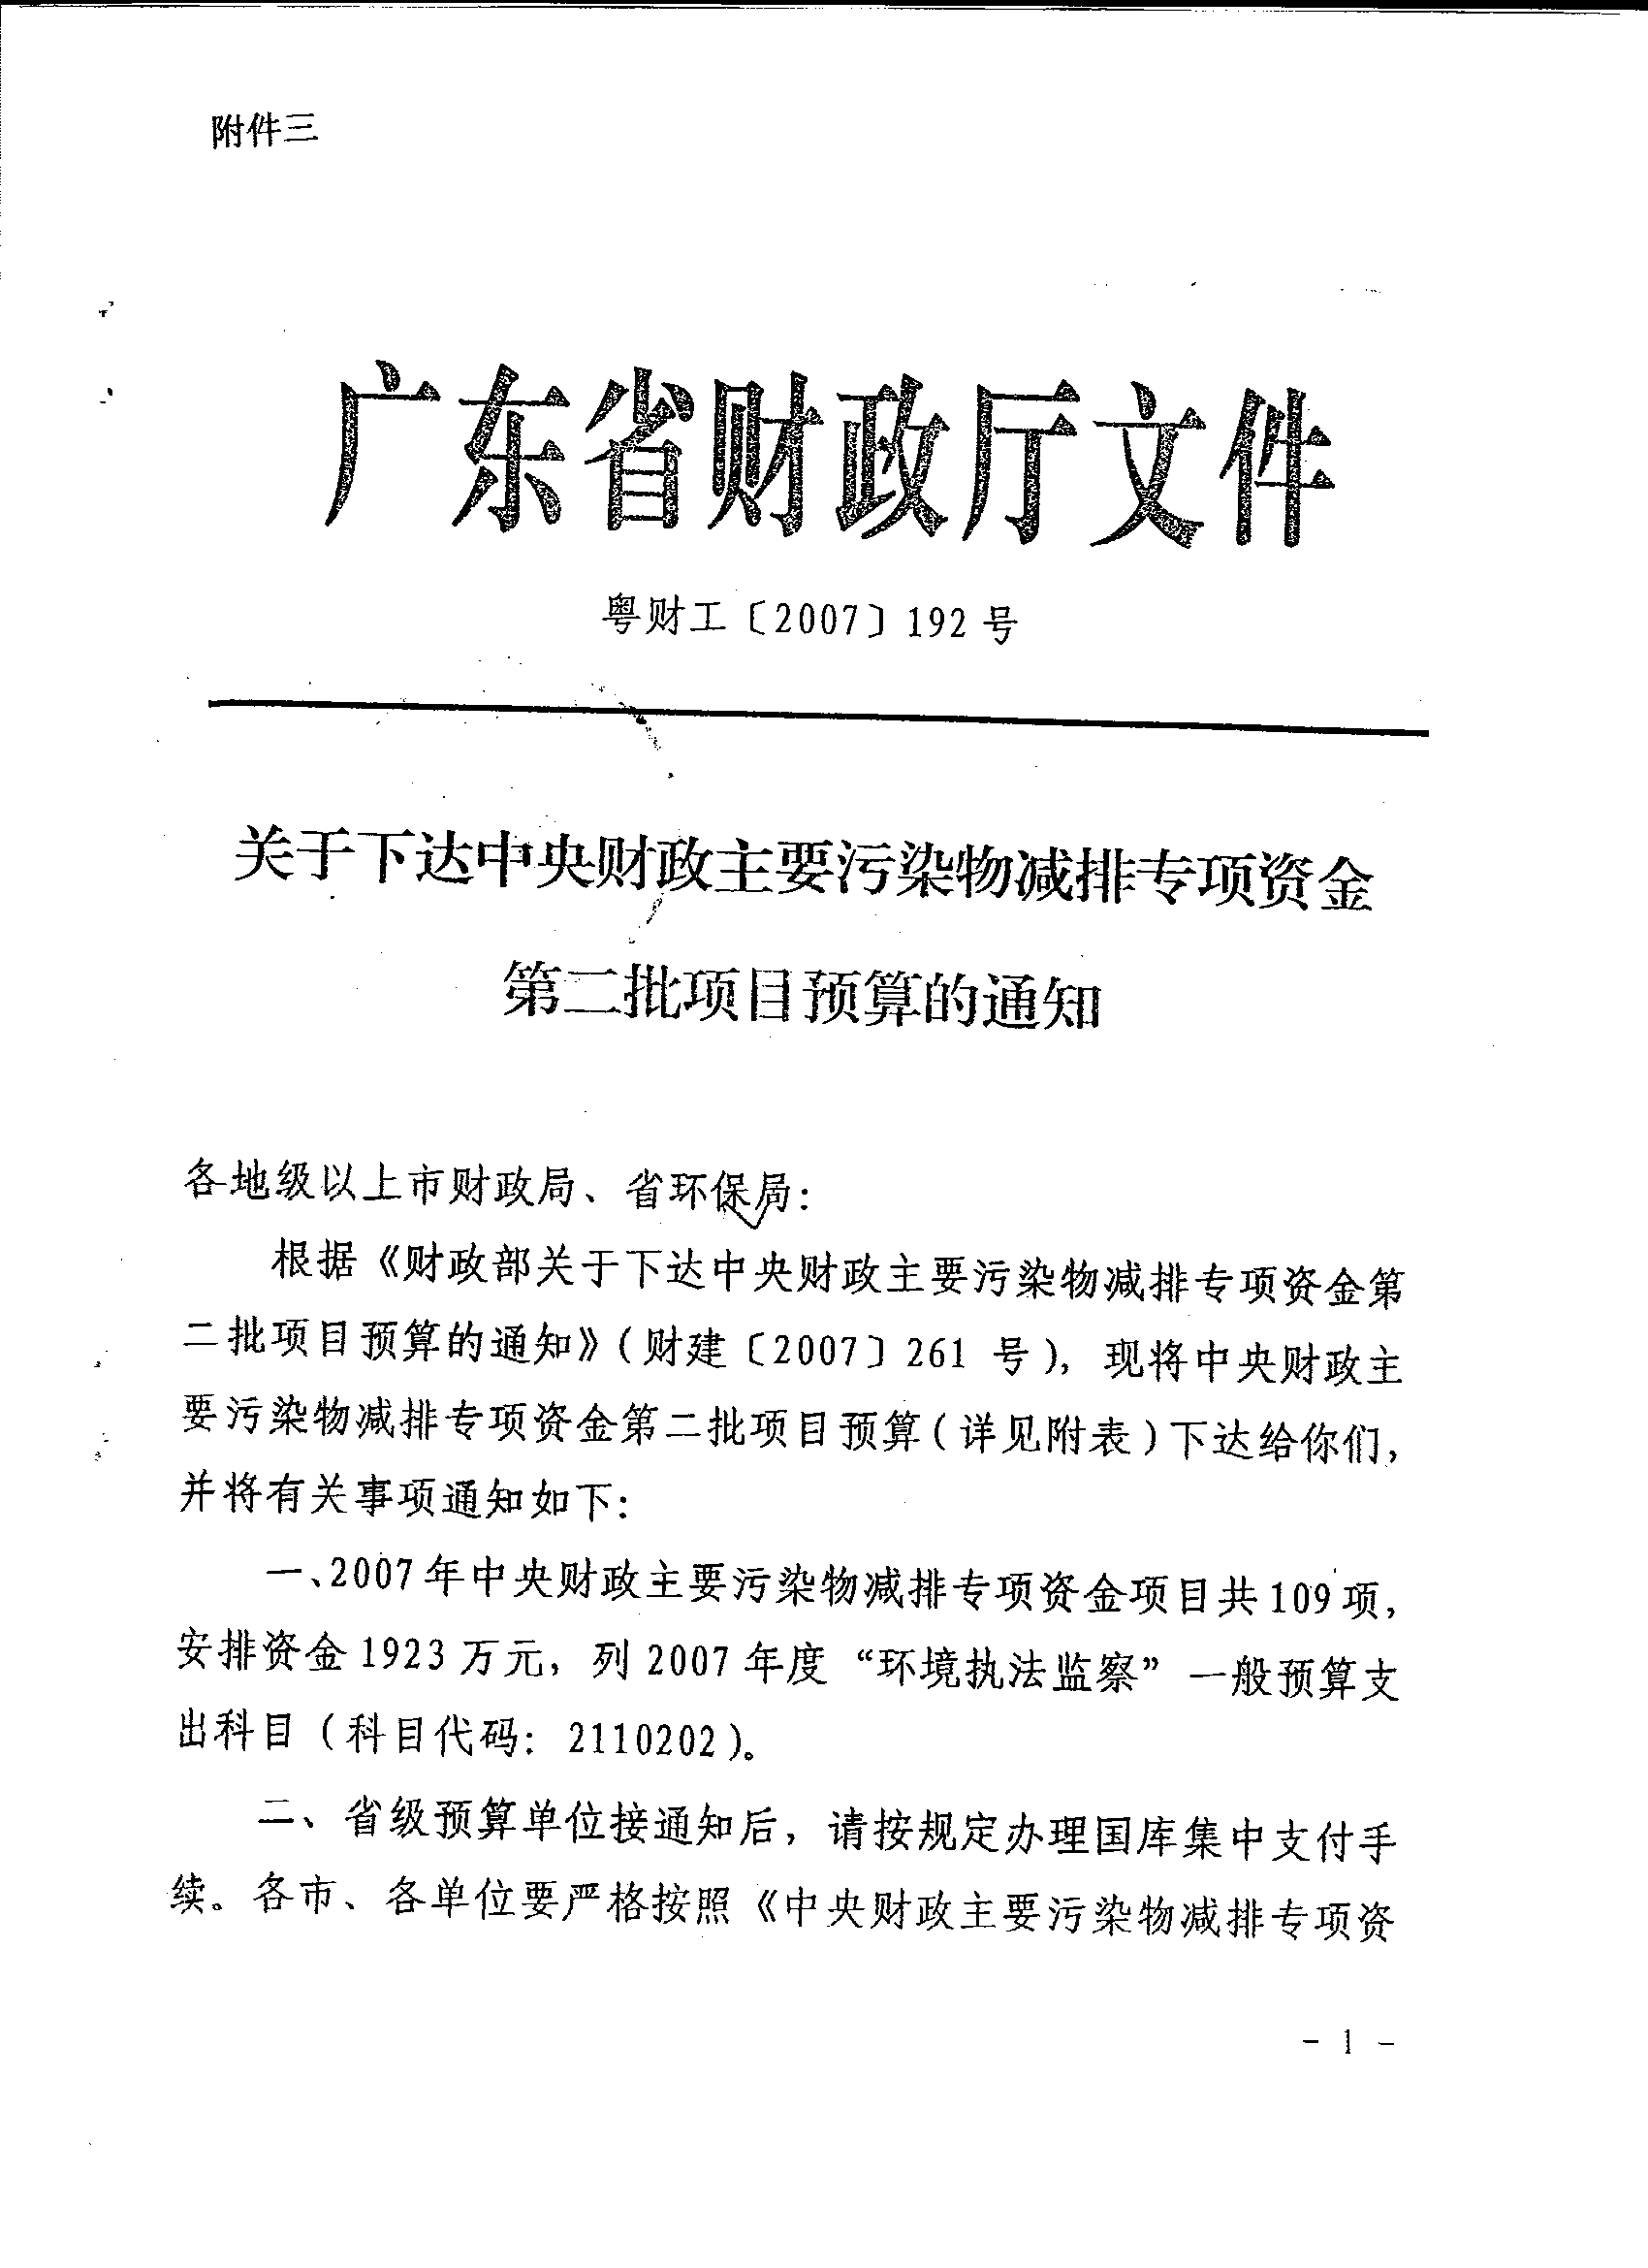 附件三
广东省财政厅文件
粤财工〔2007〕192号
关于下达中央财政主要污染物减排专项资金
第二批项目预算的通知
各地级以上市财政局、省环保局：
根据《财政部关于下达中央财政主要污染物减排专项资金第
二批项目预算的通知》（财建〔2007〕261 号），现将中央财政主
要污染物减排专项资金第二批项目预算（详见附表）下达给你们，
并将有关事项通知如下：
一、2007年中央财政主要污染物减排专项资金项目共109项，
安排资金1923万元，列2007年度“环境执法监察”一般预算支
出科目（科目代码：2110202）。
二、省级预算单位接通知后，请按规定办理国库集中支付手
续。各市、各单位要严格按照《中央财政主要污染物减排专项资
- 1 -